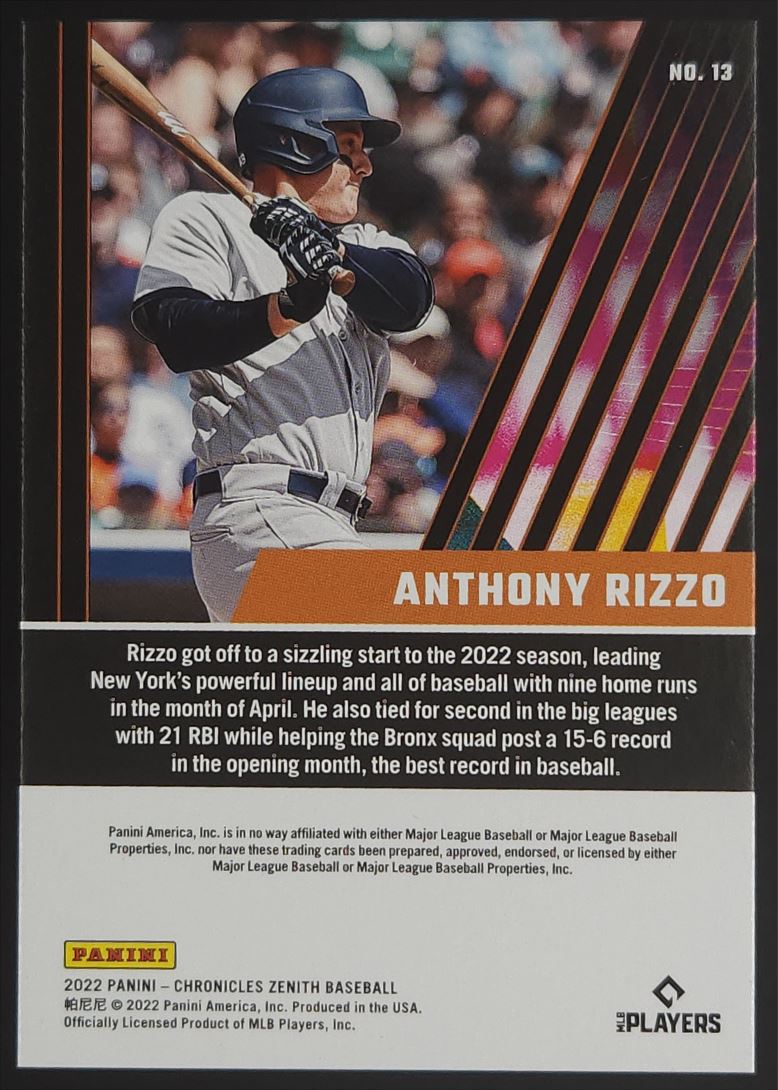 NO. 13
ANTHONY RIZZO
Rizzo got off to a sizzling start to the 2022 season, leading
New York's powerful lineup and all of baseball with nine home runs
in the month of April. He also tied for second in the big leagues
with 21 RBI while helping the Bronx squad post a 15-6 record
in the opening month, the best record in baseball.
Panini America, Inc. is in no way affiliated with either Major League Baseball or Major League Baseball
Properties, Inc. nor have these trading cards been prepared, approved, endorsed, or licensed by either
Major League Baseball or Major League Baseball Properties, Inc.
PANINI
2022 PANINI – CHRONICLES ZENITH BASEBALL
帕尼尼 © 2022 Panini America, Inc. Produced in the USA.
Officially Licensed Product of MLB Players, Inc.
MLB PLAYERS